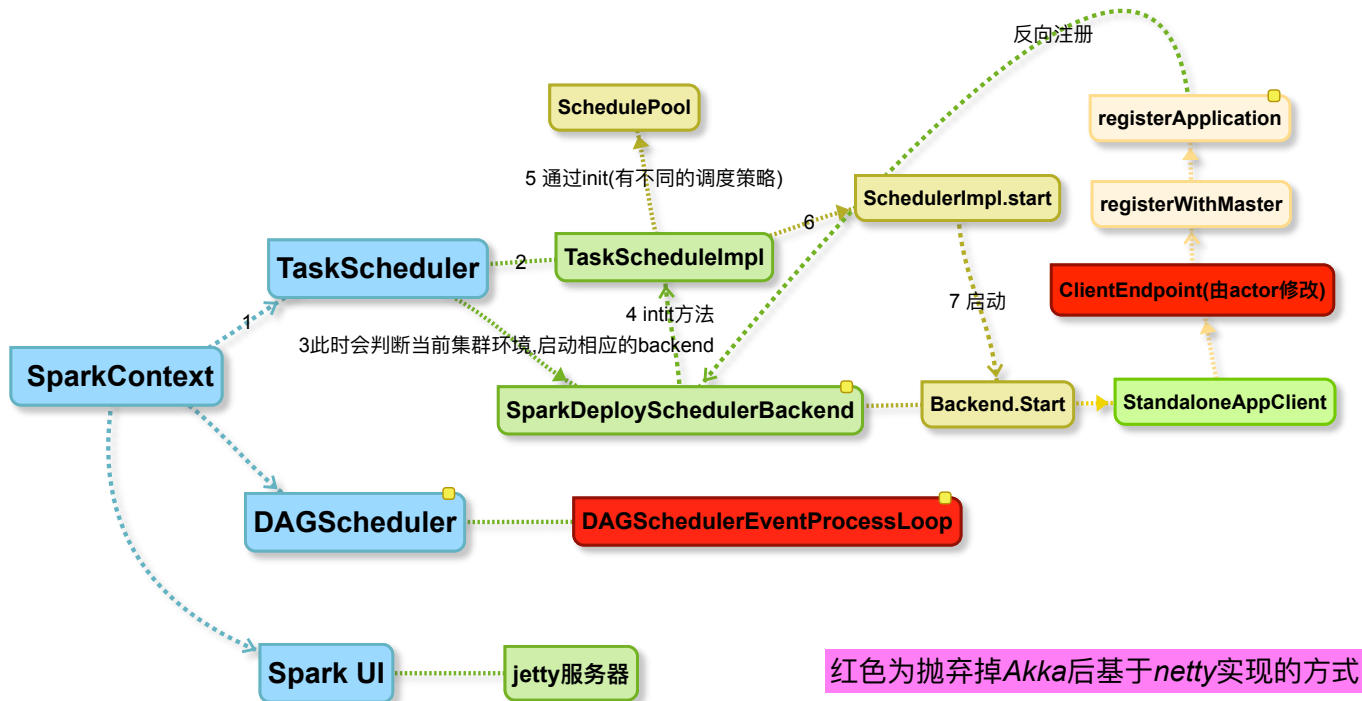 反向注册
SchedulePool
registerApplication
5 通过init(有不同的调度策略)
SchedulerImpl.start
registerWithMaster
6
TaskScheduler
2
TaskScheduleImpl
ClientEndpoint(由actor修改)
7 启动
4 intit方法
1
3此时会判断当前集群环境,启动相应的backend
SparkContext
SparkDeploySchedulerBackend
Backend.Start
StandaloneAppClient
DAGScheduler
DAGSchedulerEventProcessLoop
Spark UI
jetty服务器
红色为抛弃掉Akka后基于netty实现的方式